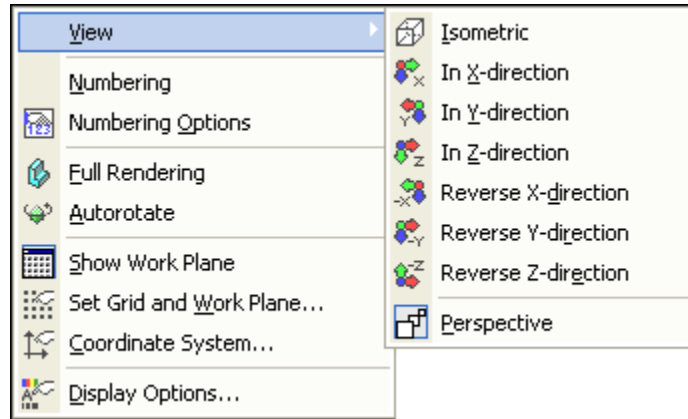 View
Numbering
Numbering Options
Full Rendering
Autorotate
Show Work Plane
Set Grid and Work Plane...
Coordinate System...
Display Options...
Isometric
In X-direction
In Y-direction
In Z-direction
Reverse X-direction
Reverse Y-direction
Reverse Z-direction
Perspective
123
X
Y
Z
-X
-Y
-Z
A